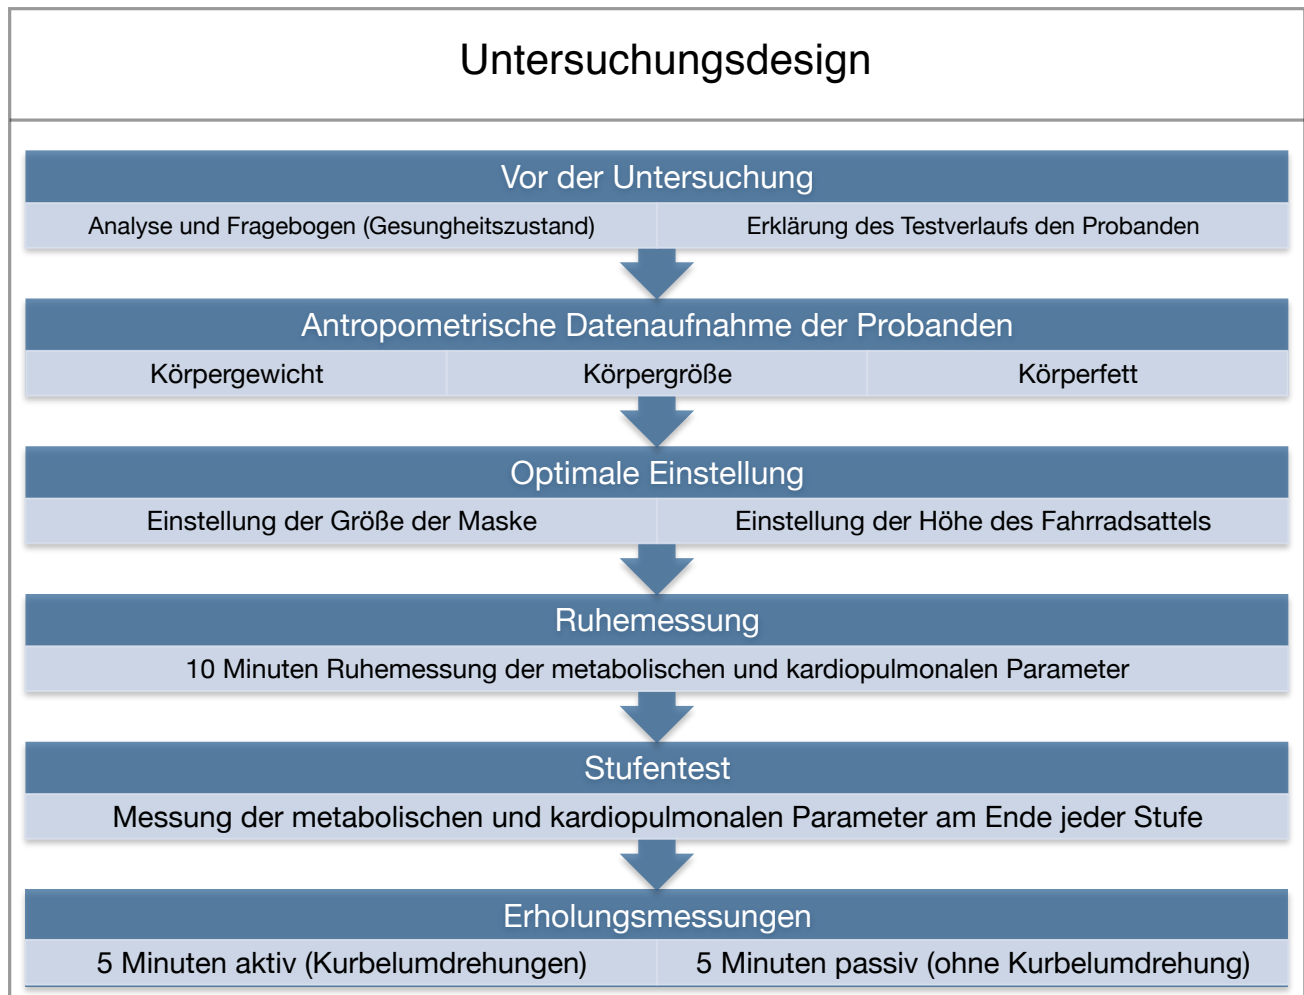 Untersuchungsdesign
Vor der Untersuchung
Analyse und Fragebogen (Gesungheitszustand)
Erklärung des Testverlaufs den Probanden
Antropometrische Datenaufnahme der Probanden
Körpergewicht
Körpergröße
Körperfett
Optimale Einstellung
Einstellung der Größe der Maske
Einstellung der Höhe des Fahrradsattels
Ruhemessung
10 Minuten Ruhemessung der metabolischen und kardiopulmonalen Parameter
Stufentest
Messung der metabolischen und kardiopulmonalen Parameter am Ende jeder Stufe
Erholungsmessungen
5 Minuten aktiv (Kurbelumdrehungen)
5 Minuten passiv (ohne Kurbelumdrehung)